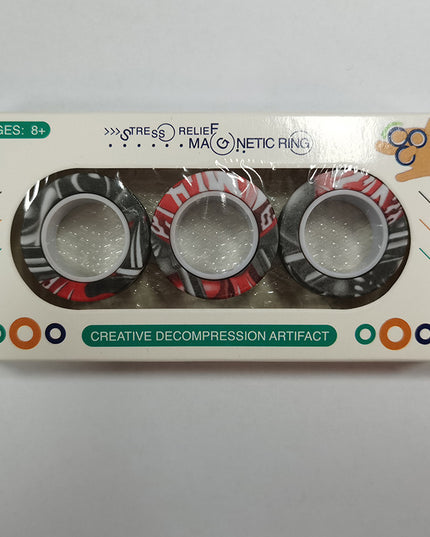 GES: 8+
>>>STRESS RELIEF
MAGNETIC RING
CREATIVE DECOMPRESSION ARTIFACT